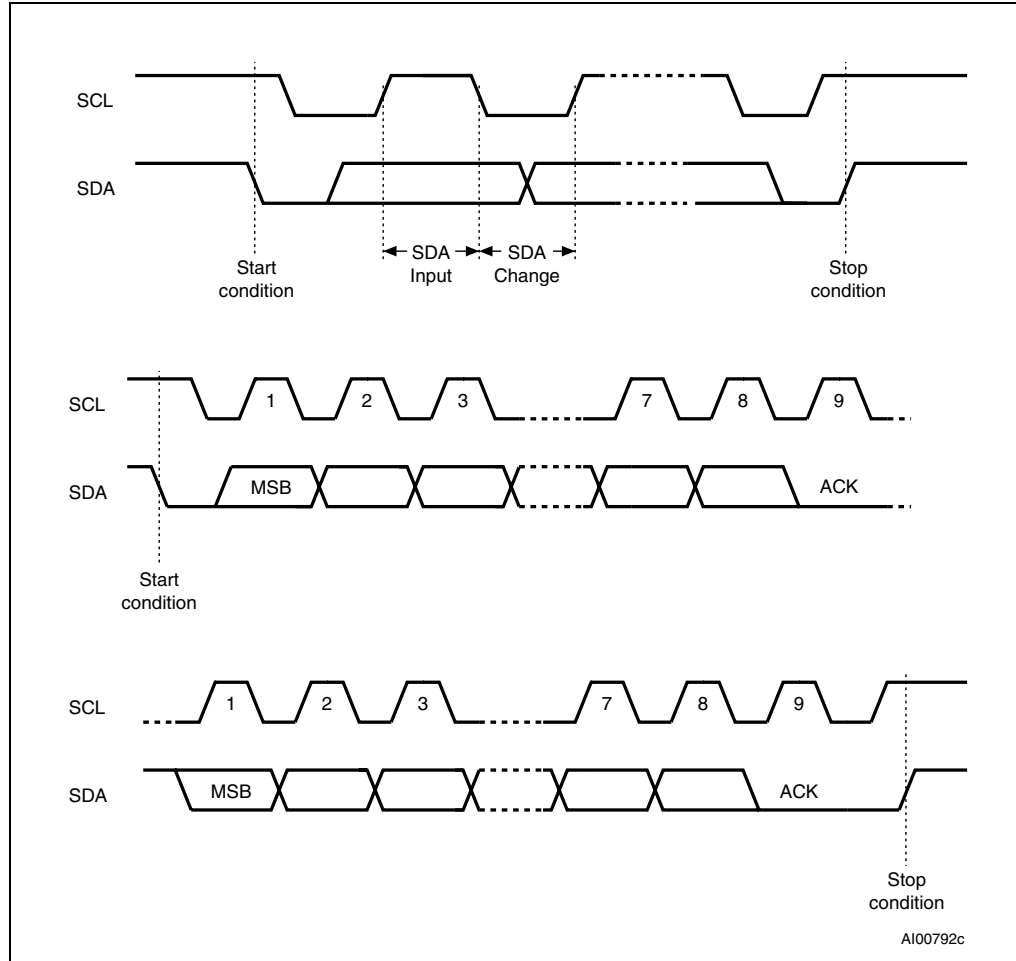 SCL
SDA
SDA
Input
SDA
Change
Start
condition
Stop
condition
SCL
1
2
3
7
8
9
SDA
MSB
ACK
Start
condition
SCL
1
2
3
7
8
9
SDA
MSB
ACK
Stop
condition
AI00792c